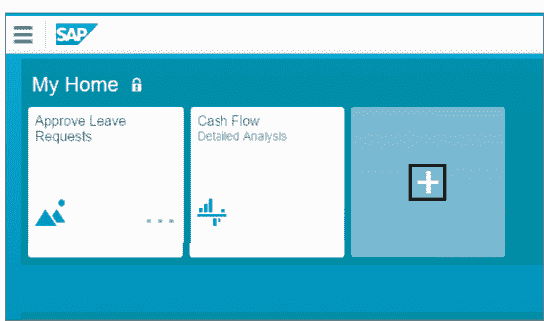 SAP
My Home
Approve Leave
Requests
Cash Flow
Detailed Analysis